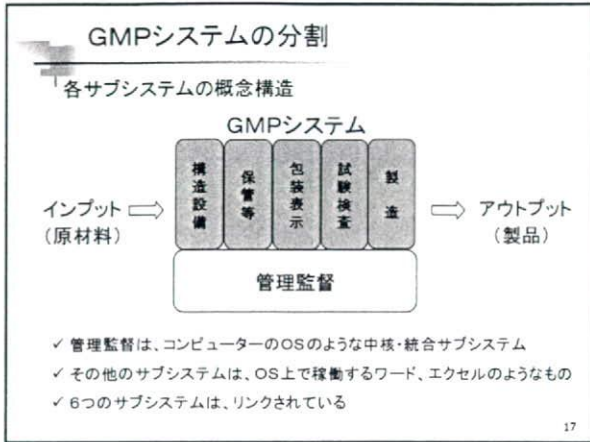 GMPシステムの分割
各サブシステムの概念構造
GMPシステム
構造設備
保管等
包装表示
試験検査
製造
インプット
(原材料)
アウトプット
(製品)
管理監督
✓ 管理監督は、コンピューターのOSのような中核・統合サブシステム
✓ その他のサブシステムは、OS上で稼働するワード、エクセルのようなもの
✓ 6つのサブシステムは、リンクされている
17